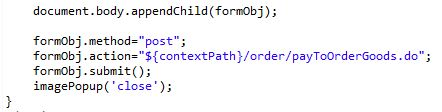 document.body.appendChild(formObj);
formObj.method="post";
formObj.action="${contextPath}/order/payToOrderGoods.do";
formObj.submit();
imagePopup('close');
}